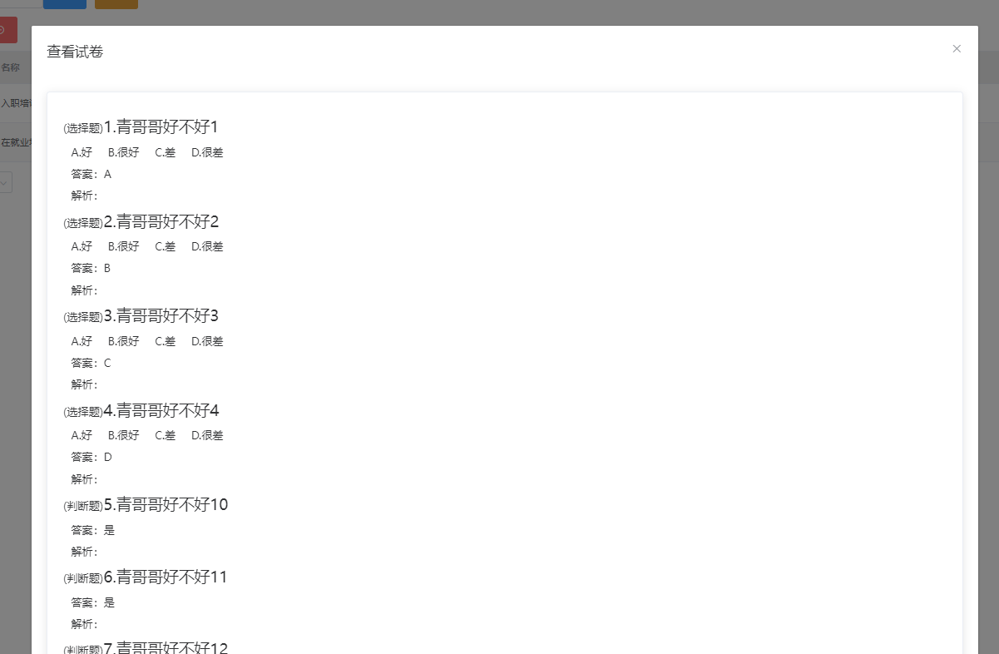 查看试卷
名称
入职培
在就业
(选择题)1.青哥哥好不好1
A.好 B.很好 C.差 D.很差
答案：A
解析：
(选择题)2.青哥哥好不好2
A.好 B.很好 C.差 D.很差
答案：B
解析：
(选择题)3.青哥哥好不好3
A.好 B.很好 C.差 D.很差
答案：C
解析：
(选择题)4.青哥哥好不好4
A.好 B.很好 C.差 D.很差
答案：D
解析：
(判断题)5.青哥哥好不好10
答案：是
解析：
(判断题)6.青哥哥好不好11
答案：是
解析：
(判断题)7.青哥哥好不好12